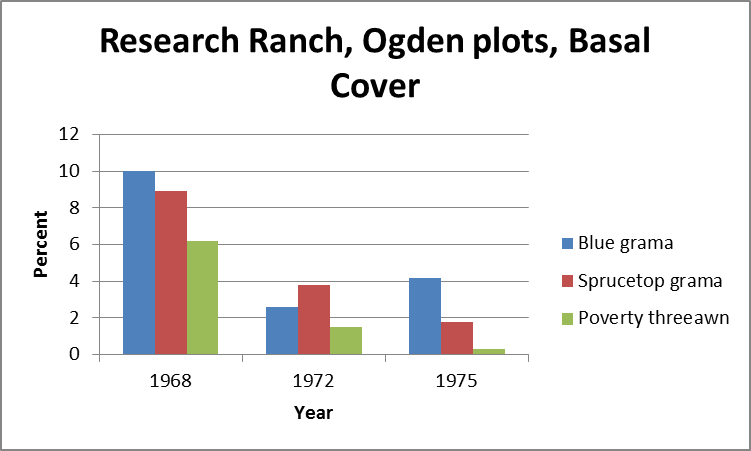 Research Ranch, Ogden plots, Basal
Cover
12
10
8
6
4
2
0
Percent
1968
1972
1975
Year
Blue grama
Sprucetop grama
Poverty threeawn